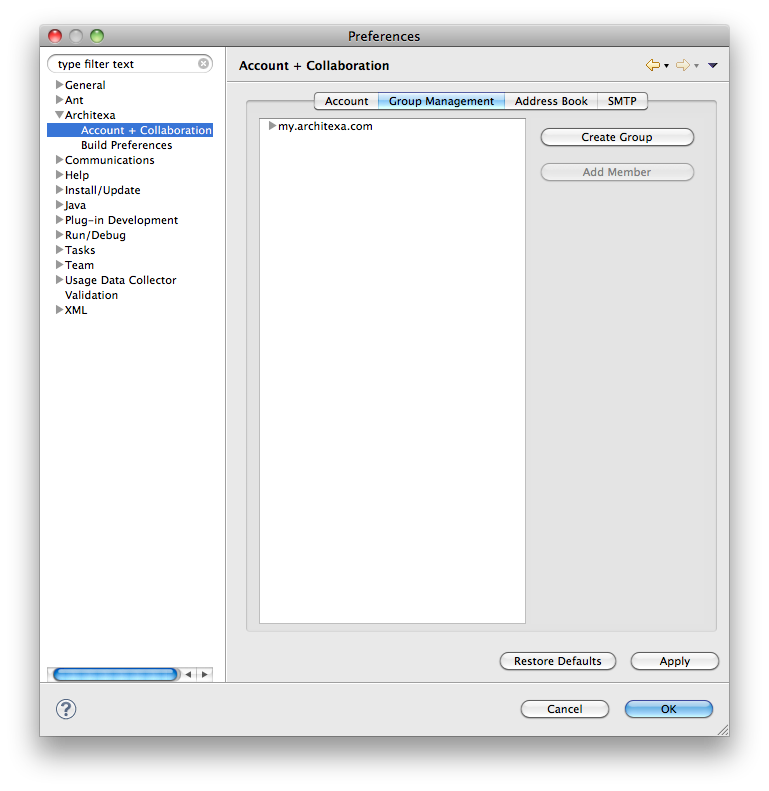 Preferences
type filter text
Account + Collaboration
General
Ant
Architexa
Account + Collaboration
Build Preferences
Communications
Help
Install/Update
Java
Plug-in Development
Run/Debug
Tasks
Team
Usage Data Collector
Validation
XML
Account Group Management Address Book SMTP
my.architexa.com
Create Group
Add Member
Restore Defaults Apply
? Cancel OK